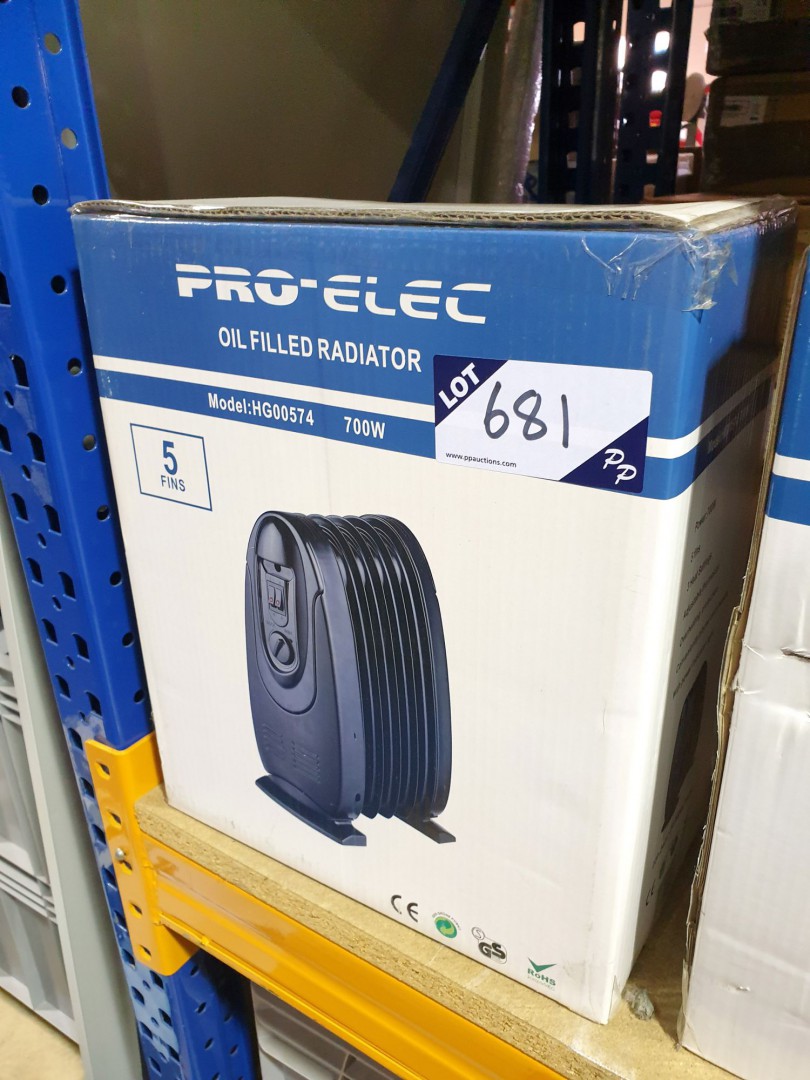 PRO-ELEC
OIL FILLED RADIATOR
Model:HG00574 700W
LOT
681
www.ppauctions.com
PP
5
FINS
CE
GS
RoHS